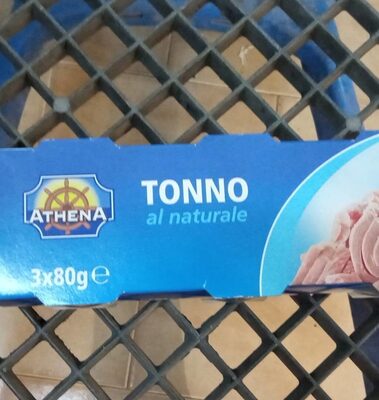 ATHENA
TONNO
al naturale
3x80g ℮